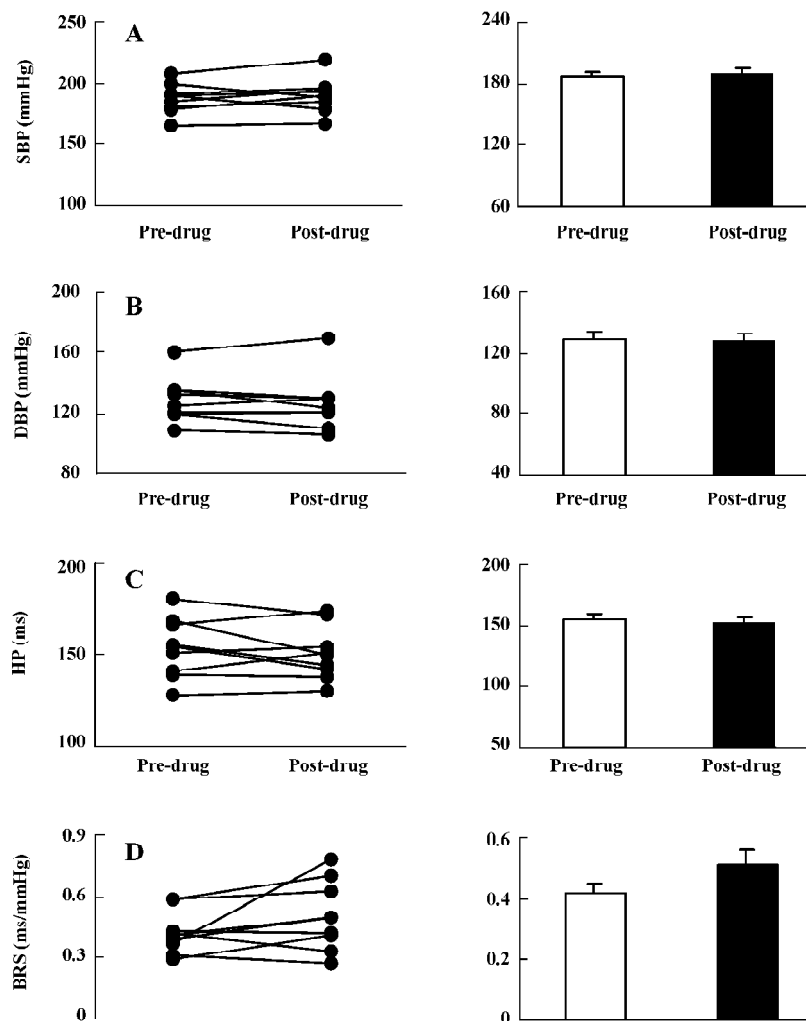 A
SBP (mmHg)
250
200
150
100
Pre-drug Post-drug
240
180
120
60
Pre-drug Post-drug
B
DBP (mmHg)
200
160
120
80
Pre-drug Post-drug
160
120
80
40
Pre-drug Post-drug
C
HP (ms)
200
150
100
Pre-drug Post-drug
200
150
100
50
Pre-drug Post-drug
D
BRS (ms/mmHg)
0.9
0.6
0.3
0
0.6
0.4
0.2
0